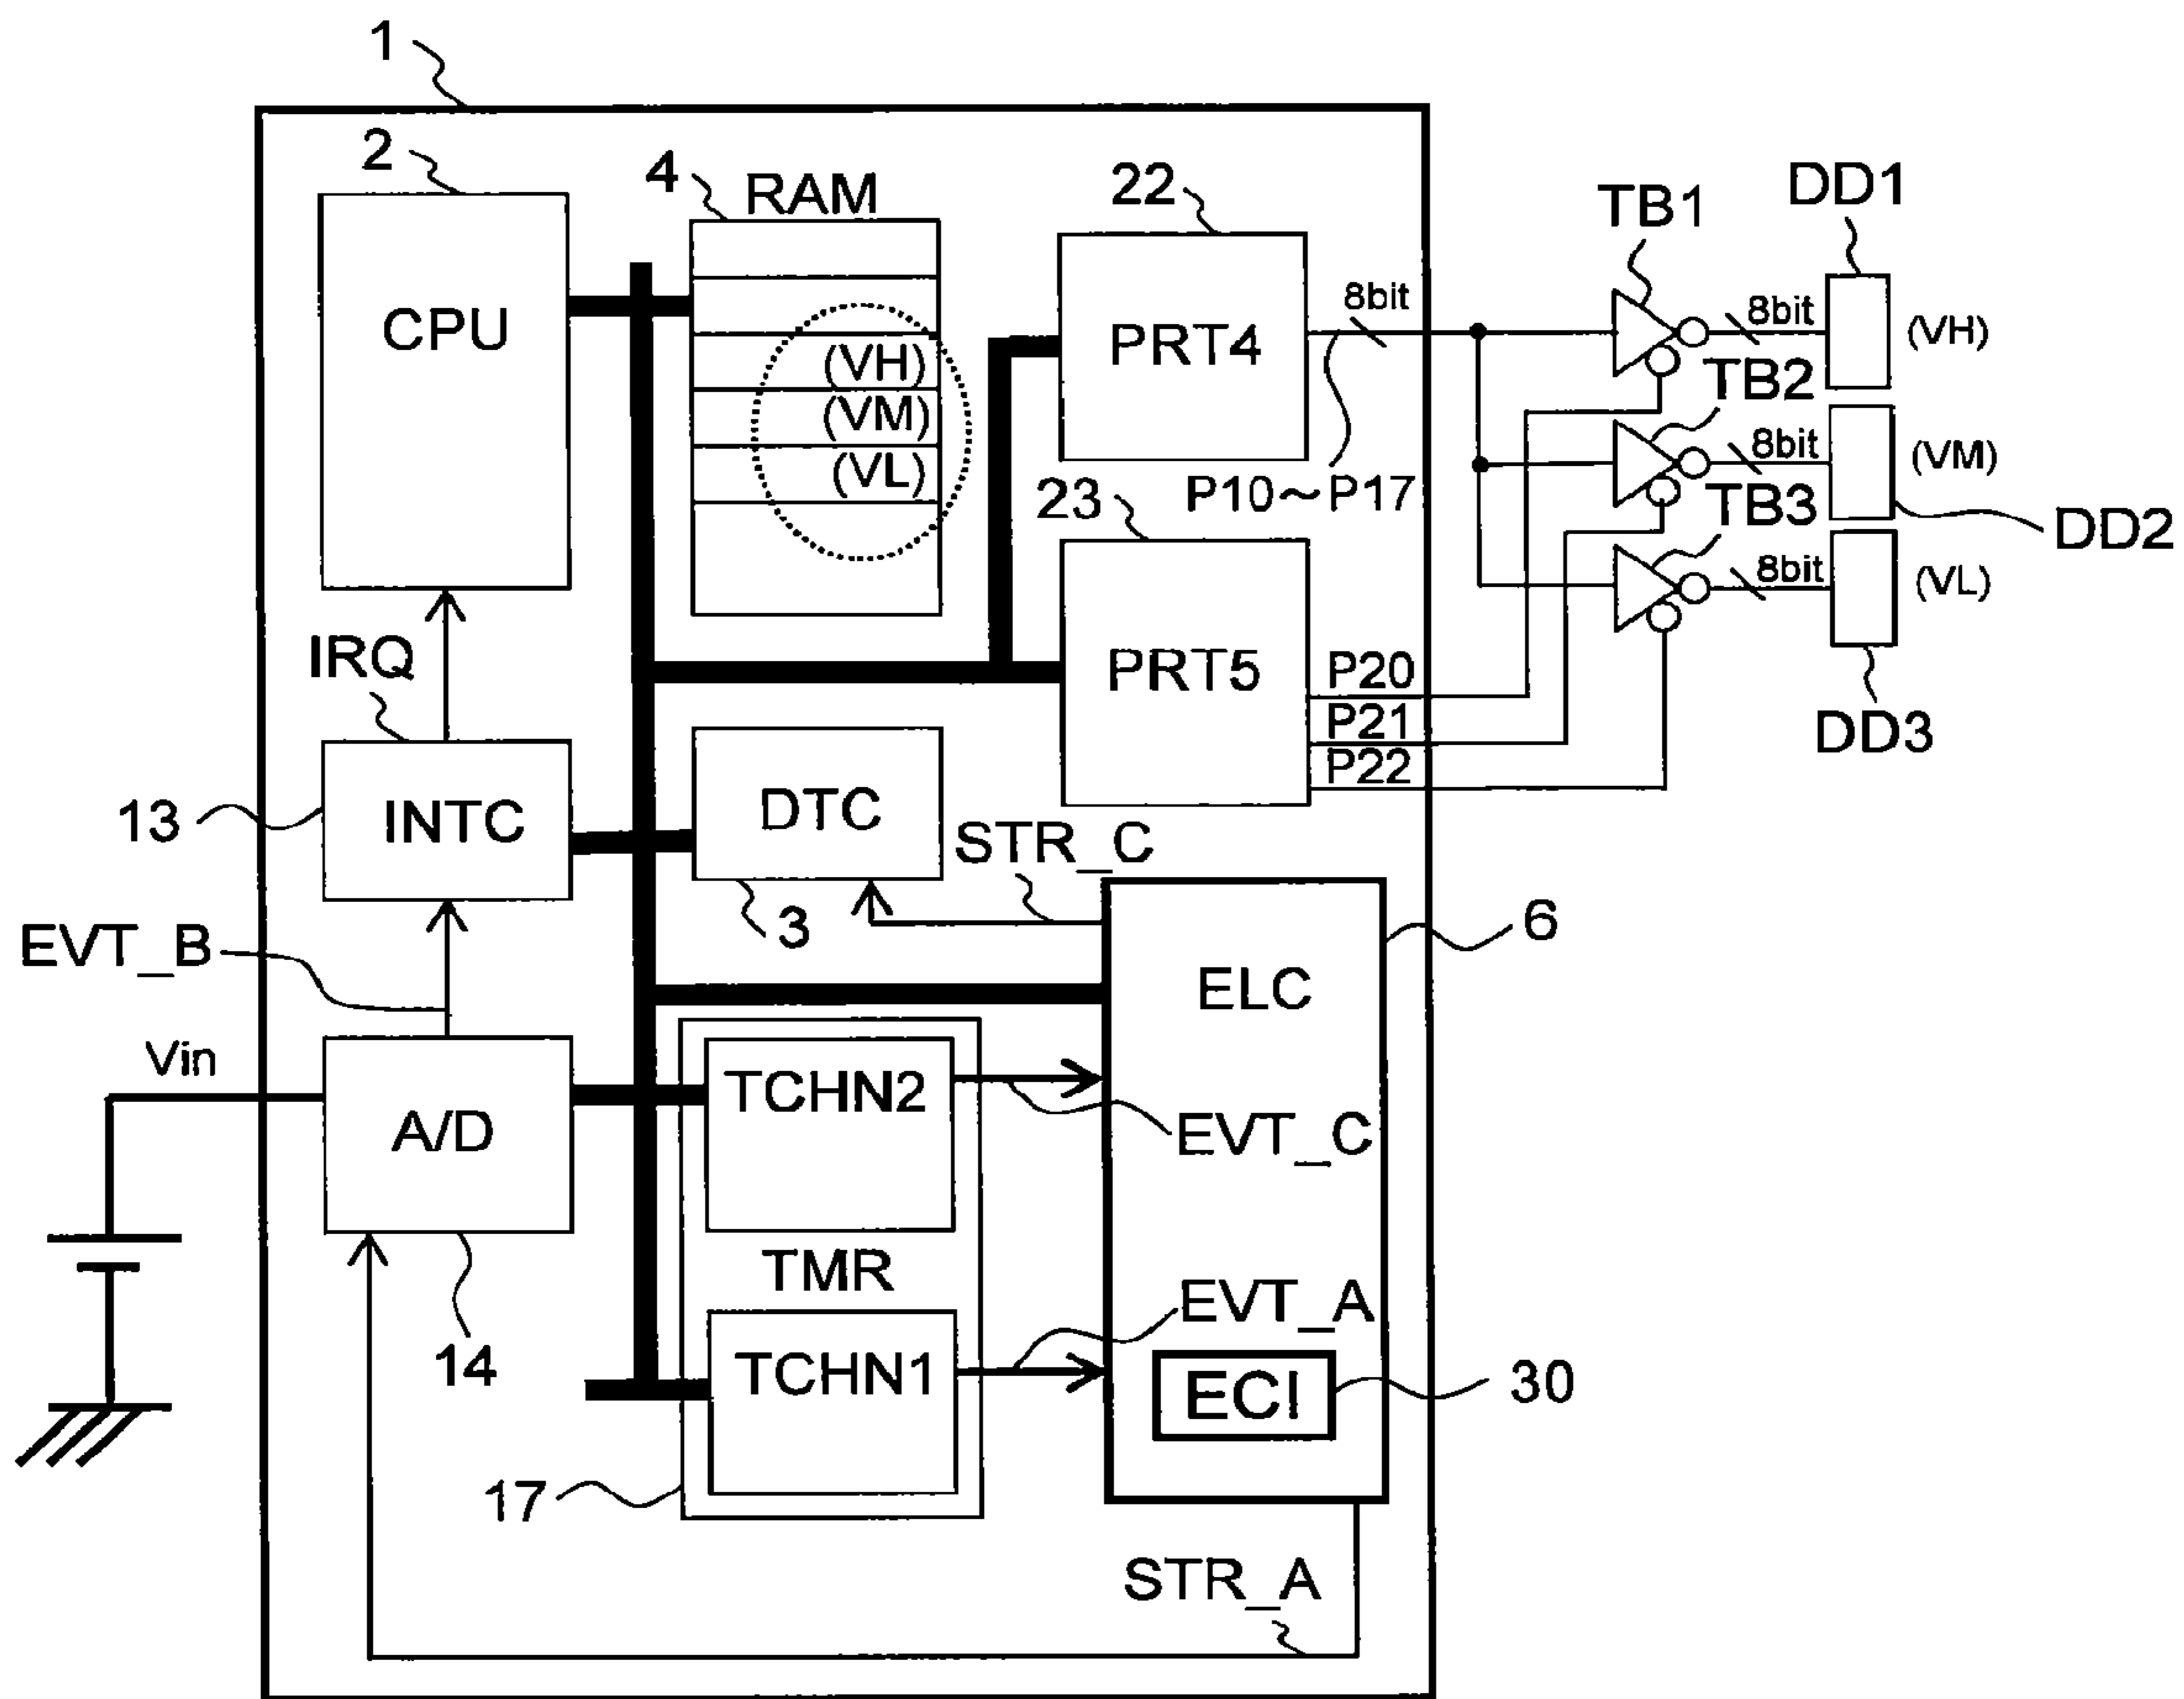 1
2
4
RAM
22
TB1
DD1
CPU
PRT4
8bit
8bit
(VH)
(VH)
TB2
(VM)
8bit
(VM)
(VL)
23
P10～P17
TB3
DD2
8bit
(VL)
IRQ
PRT5
P20
P21
P22
DD3
13
INTC
DTC
STR_C
3
6
EVT_B
ELC
Vin
A/D
TCHN2
EVT_C
TMR
EVT_A
14
TCHN1
ECI
30
17
STR_A